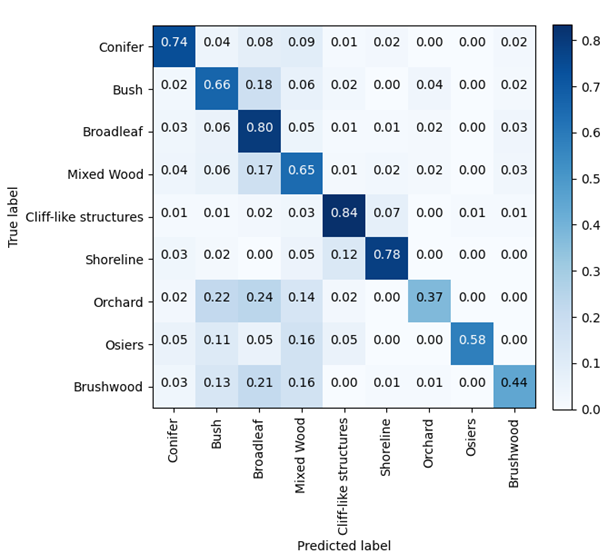 Conifer 0.74 0.04 0.08 0.09 0.01 0.02 0.00 0.00 0.02
Bush 0.02 0.66 0.18 0.06 0.02 0.00 0.04 0.00 0.02
Broadleaf 0.03 0.06 0.80 0.05 0.01 0.01 0.02 0.00 0.03
Mixed Wood 0.04 0.06 0.17 0.65 0.01 0.02 0.02 0.00 0.03
Cliff-like structures 0.01 0.01 0.02 0.03 0.84 0.07 0.00 0.01 0.01
Shoreline 0.03 0.02 0.00 0.05 0.12 0.78 0.00 0.00 0.00
Orchard 0.02 0.22 0.24 0.14 0.02 0.00 0.37 0.00 0.00
Osiers 0.05 0.11 0.05 0.16 0.05 0.00 0.00 0.58 0.00
Brushwood 0.03 0.13 0.21 0.16 0.00 0.01 0.01 0.00 0.44
True label
Conifer
Bush
Broadleaf
Mixed Wood
Cliff-like structures
Shoreline
Orchard
Osiers
Brushwood
Predicted label
0.8
0.7
0.6
0.5
0.4
0.3
0.2
0.1
0.0